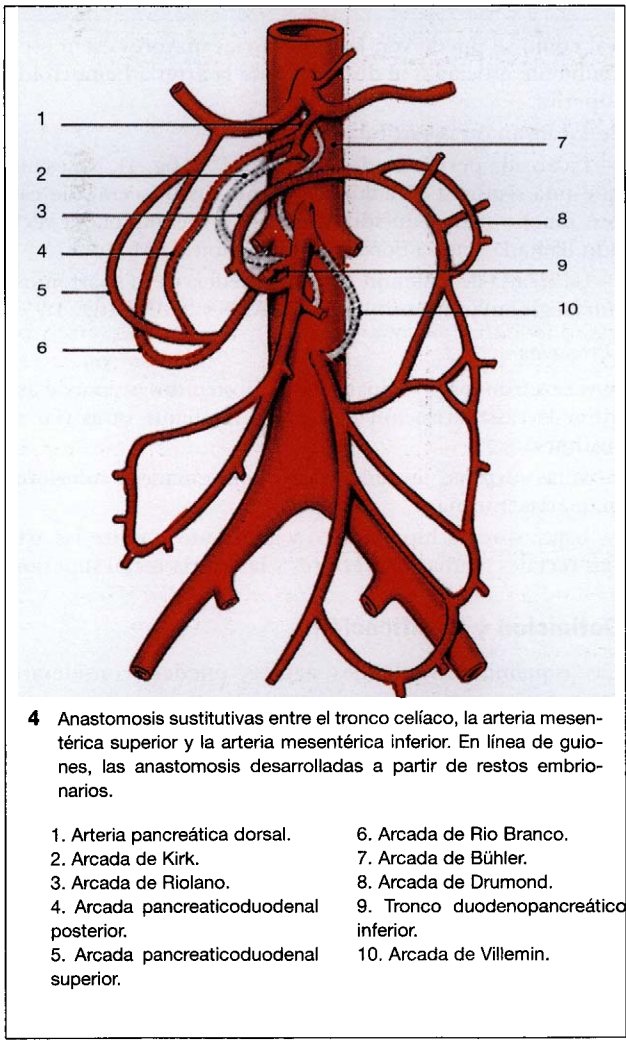 1
2
3
4
5
6
7
8
9
10
4 Anastomosis sustitutivas entre el tronco celíaco, la arteria mesen-
térica superior y la arteria mesentérica inferior. En línea de guio-
nes, las anastomosis desarrolladas a partir de restos embrio-
narios.
1. Arteria pancreática dorsal.
2. Arcada de Kirk.
3. Arcada de Riolano.
4. Arcada pancreaticoduodenal
posterior.
5. Arcada pancreaticoduodenal
superior.
6. Arcada de Rio Branco.
7. Arcada de Bühler.
8. Arcada de Drumond.
9. Tronco duodenopancreático
inferior.
10. Arcada de Villemin.